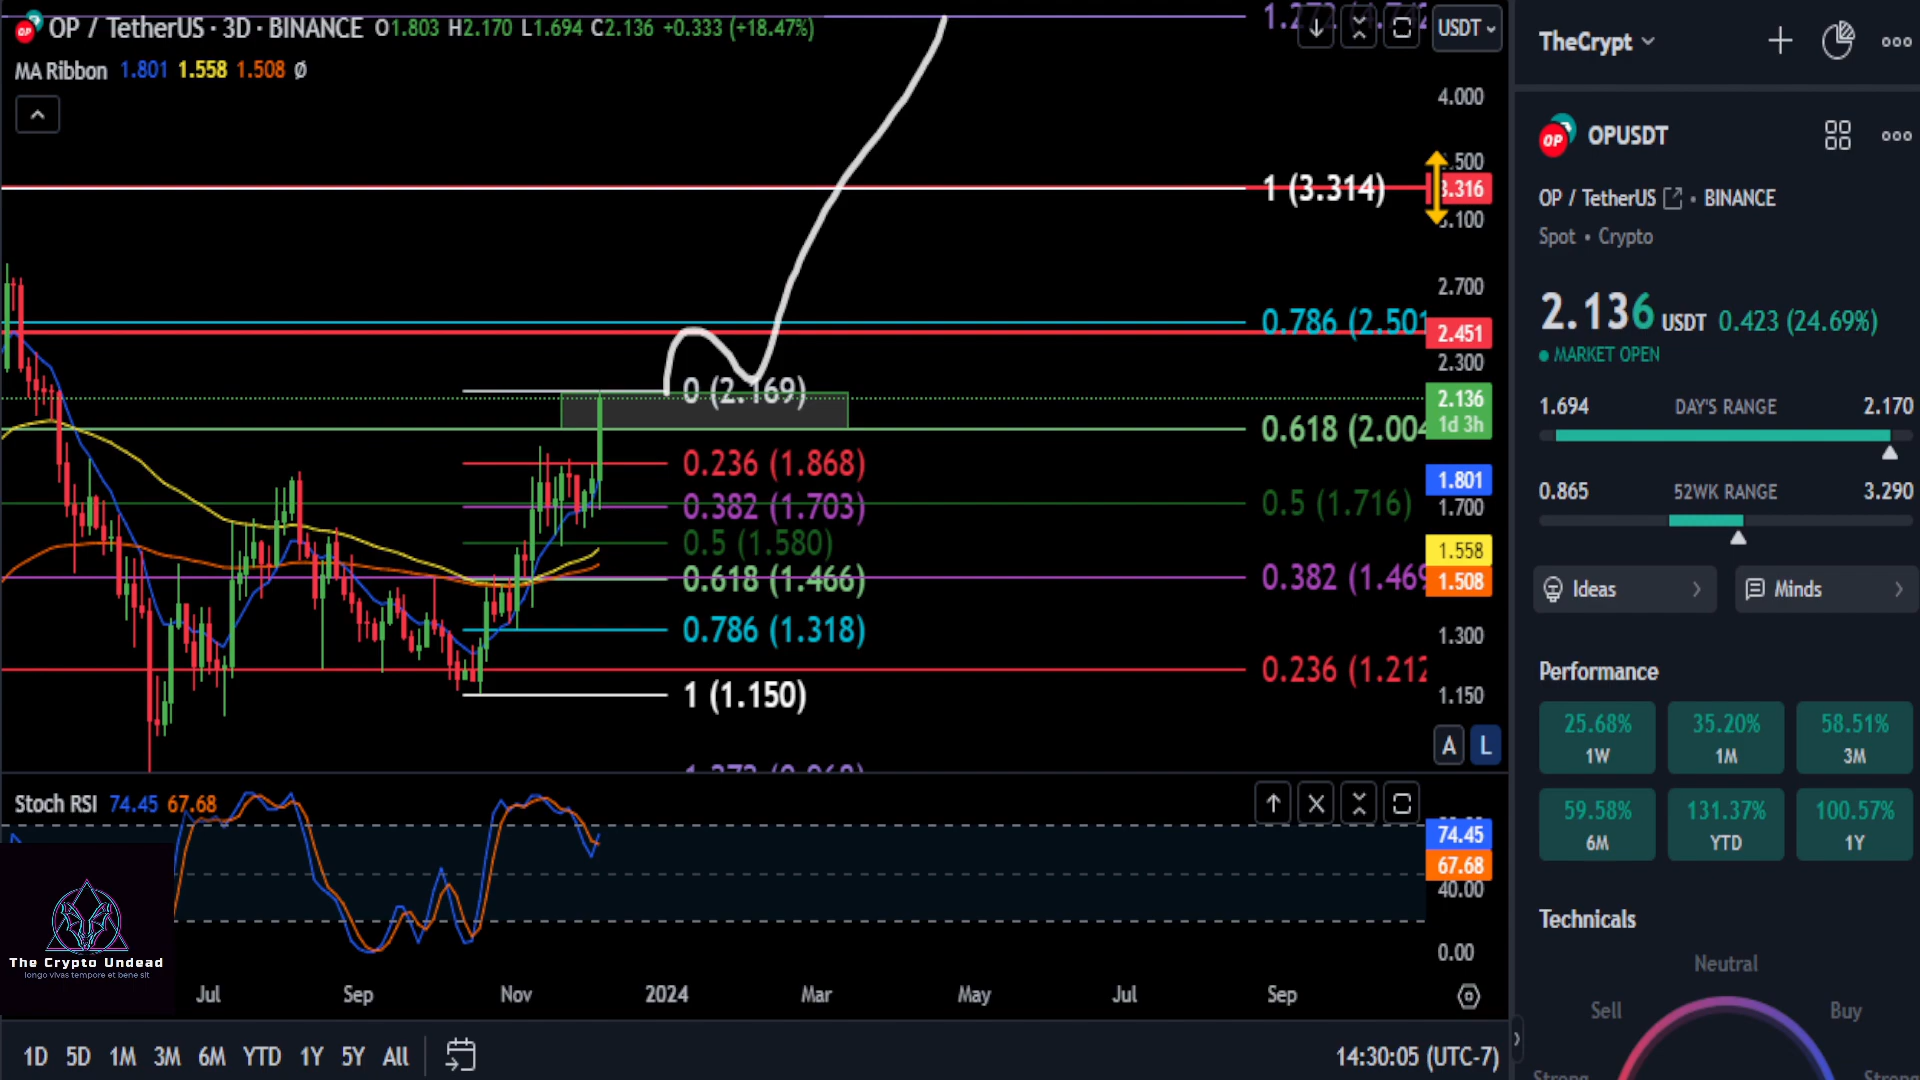 OP / TetherUS · 3D · BINANCE O1.803 H2.170 L1.694 C2.136 +0.333 (+18.47%)
MA Ribbon 1.801 1.558 1.508 Ø
USDT
4.000
1 (3.314)
3.316
0.786 (2.501
2.700
2.451
2.300
0 (2.169)
2.136
1d 3h
0.618 (2.004
0.236 (1.868)
1.801
0.382 (1.703)
0.5 (1.716)
1.700
0.5 (1.580)
1.558
0.618 (1.466)
0.382 (1.469
1.508
0.786 (1.318)
1.300
0.236 (1.212
1 (1.150)
1.150
A L
Stoch RSI 74.45 67.68
74.45
67.68
40.00
0.00
The Crypto Undead
longo vivas tempore et bene sit
Jul Sep Nov 2024 Mar May Jul Sep
1D 5D 1M 3M 6M YTD 1Y 5Y All
14:30:05 (UTC-7)
TheCrypt
OP
OPUSDT
OP / TetherUS · BINANCE
Spot • Crypto
2.136 USDT 0.423 (24.69%)
MARKET OPEN
1.694 DAY'S RANGE 2.170
0.865 52WK RANGE 3.290
Ideas
Minds
Performance
25.68% 35.20% 58.51%
1W 1M 3M
59.58% 131.37% 100.57%
6M YTD 1Y
Technicals
Neutral
Sell Buy